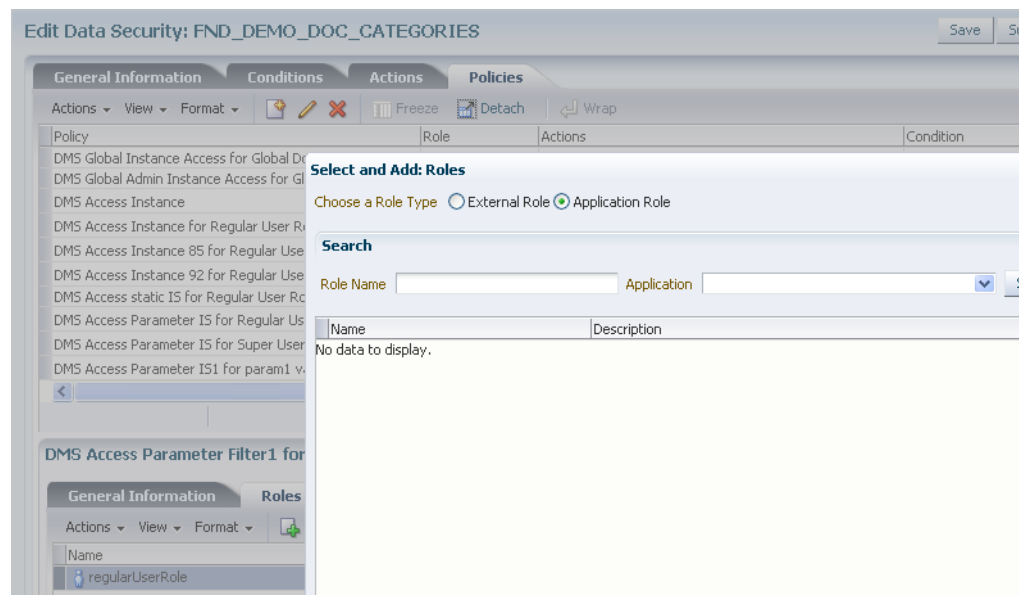 Edit Data Security: FND_DEMO_DOC_CATEGORIES
Save
General Information Conditions Actions Policies
Actions View Format Freeze Detach Wrap
Policy Role Actions Condition
DMS Global Instance Access for Global
DMS Global Admin Instance Access for
DMS Access Instance
DMS Access Instance for Regular User
DMS Access Instance 85 for Regular
DMS Access Instance 92 for Regular
DMS Access static IS for Regular User
DMS Access Parameter IS for Regular
DMS Access Parameter IS for Super User
DMS Access Parameter IS1 for param1
Select and Add: Roles
Choose a Role Type External Role Application Role
Search
Role Name Application
Name Description
No data to display.
DMS Access Parameter Filter1 for
General Information Roles
Actions View Format
Name
regularUserRole